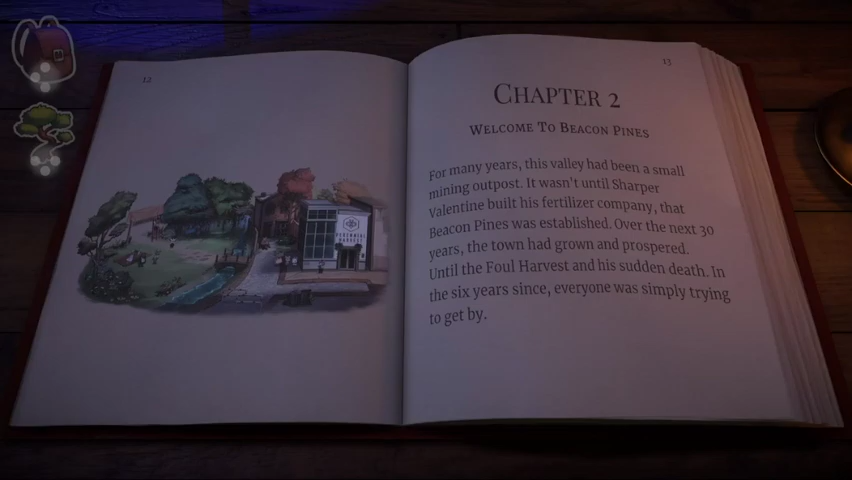 12
PERENNIAL
HARVEST
13
CHAPTER 2
WELCOME TO BEACON PINES
For many years, this valley had been a small
mining outpost. It wasn't until Sharper
Valentine built his fertilizer company, that
Beacon Pines was established. Over the next 30
years, the town had grown and prospered.
Until the Foul Harvest and his sudden death. In
the six years since, everyone was simply trying
to get by.